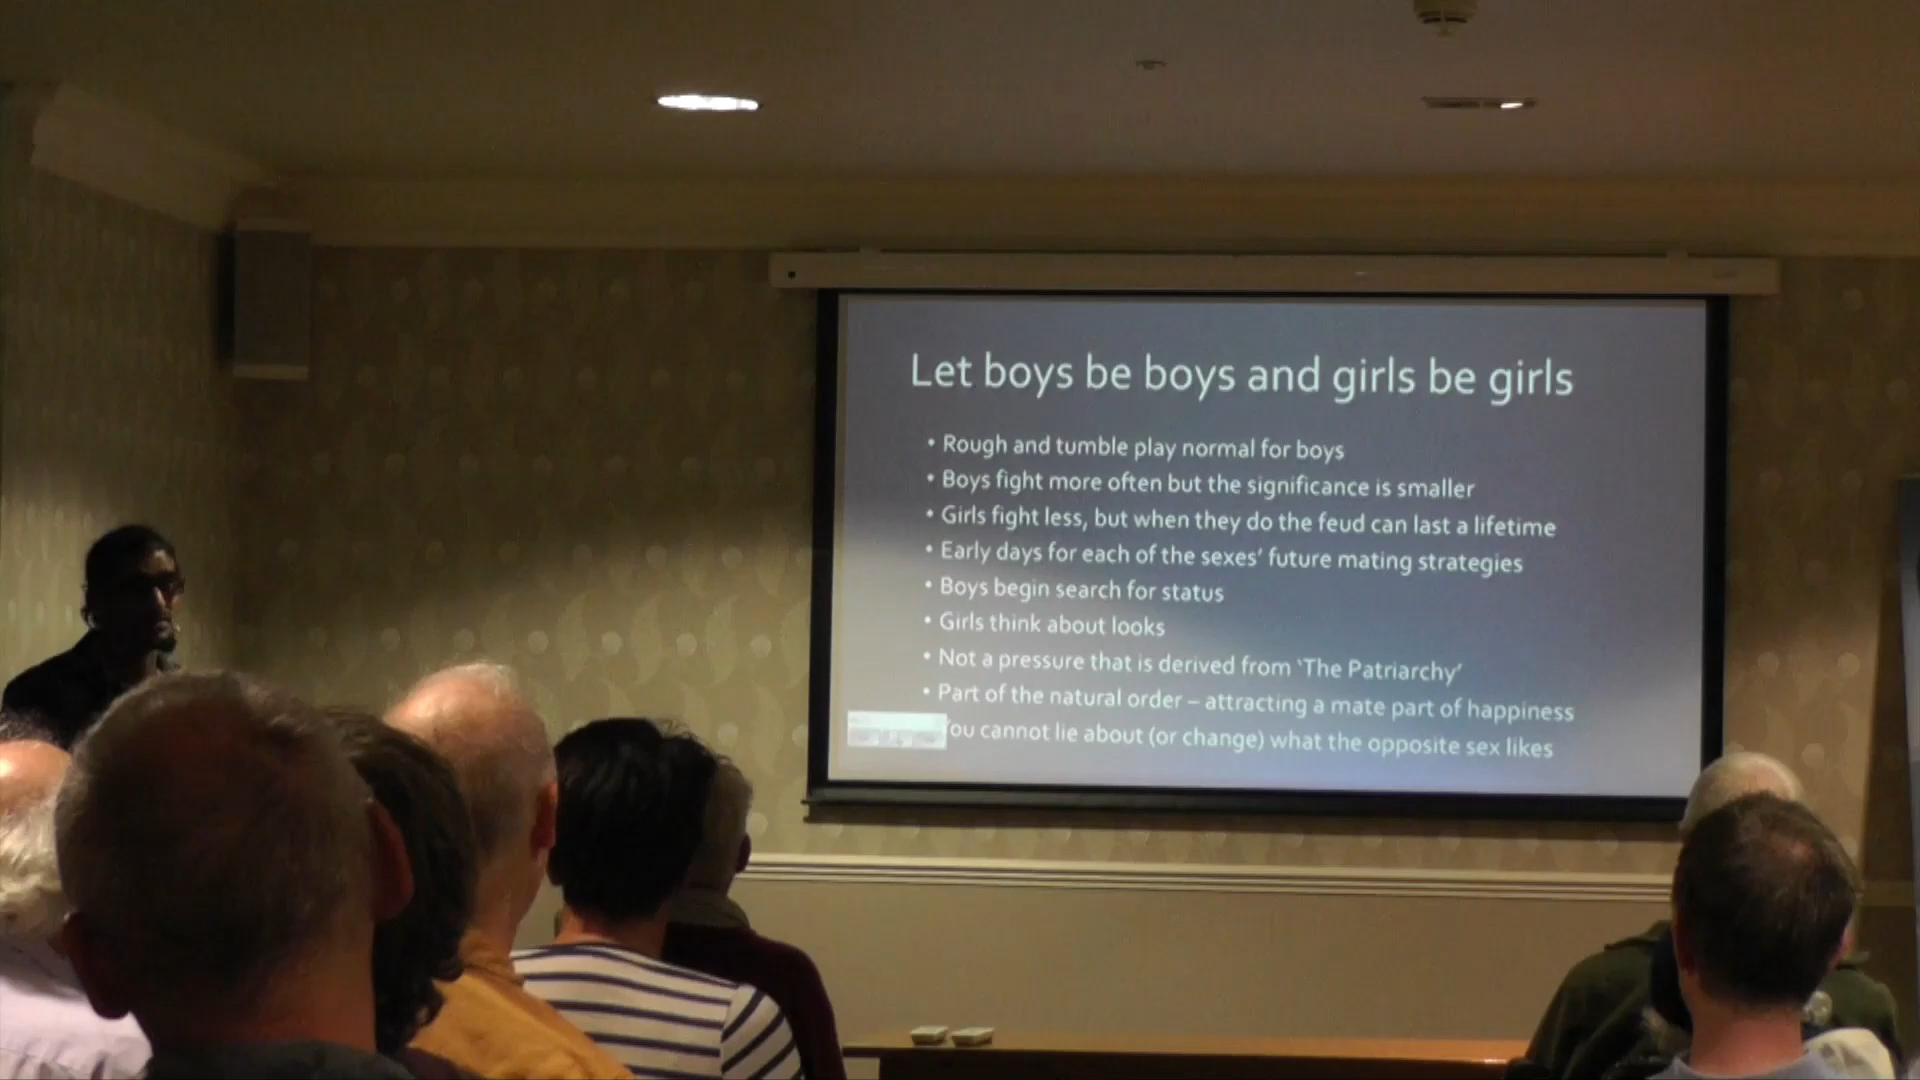 Let boys be boys and girls be girls
• Rough and tumble play normal for boys
• Boys fight more often but the significance is smaller
• Girls fight less, but when they do the feud can last a lifetime
• Early days for each of the sexes' future mating strategies
• Boys begin search for status
• Girls think about looks
• Not a pressure that is derived from 'The Patriarchy'
• Part of the natural order – attracting a mate part of happiness
You cannot lie about (or change) what the opposite sex likes